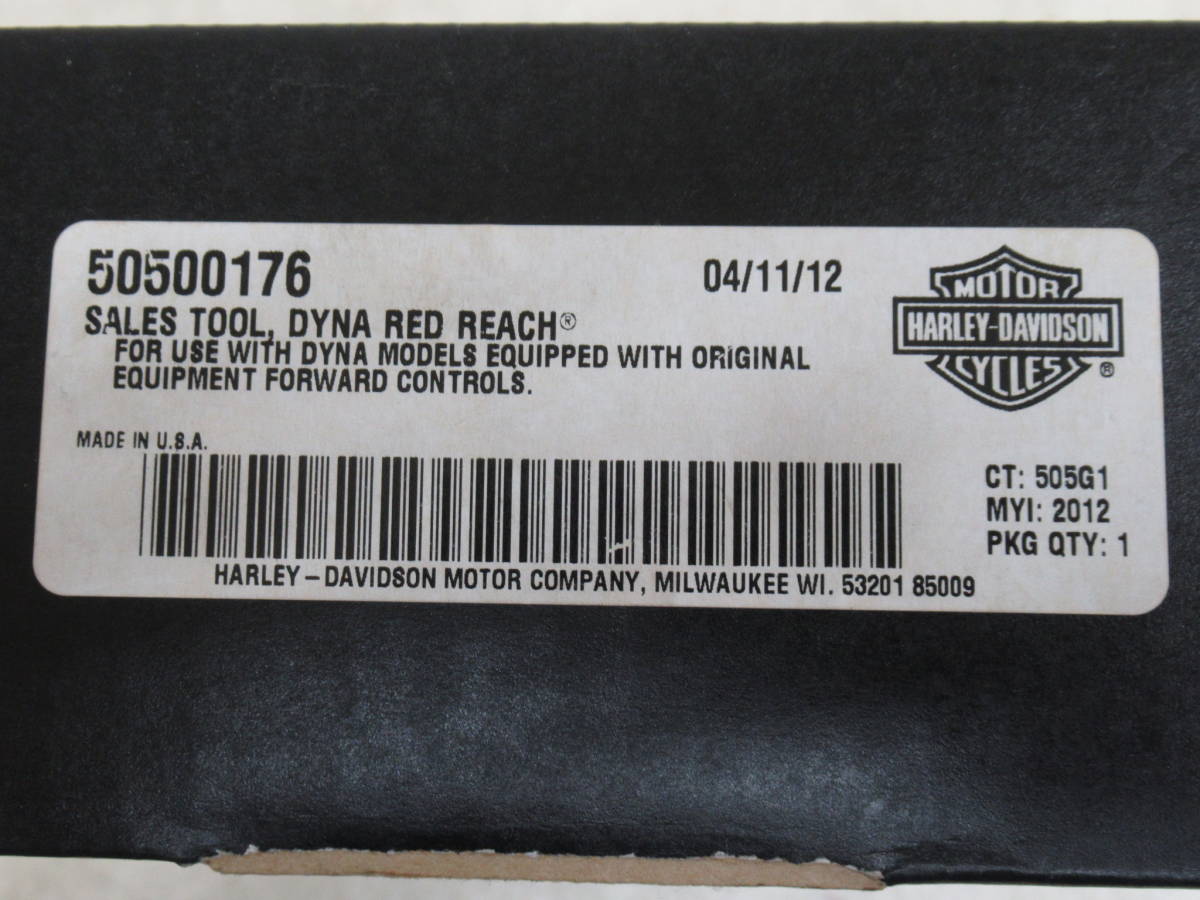 50500176
04/11/12
SALES TOOL, DYNA RED REACH®
FOR USE WITH DYNA MODELS EQUIPPED WITH ORIGINAL
EQUIPMENT FORWARD CONTROLS.
MOTOR
HARLEY-DAVIDSON
CYCLES®
MADE IN U.S.A.
CT: 505G1
MYI: 2012
PKG QTY: 1
HARLEY – DAVIDSON MOTOR COMPANY, MILWAUKEE WI. 53201 85009